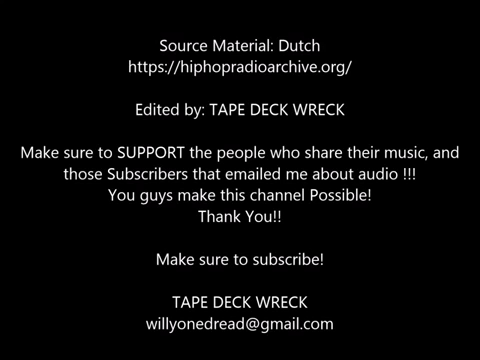 Source Material: Dutch
https://hiphopradioarchive.org/
Edited by: TAPE DECK WRECK
Make sure to SUPPORT the people who share their music, and
those Subscribers that emailed me about audio !!!
You guys make this channel Possible!
Thank You!!
Make sure to subscribe!
TAPE DECK WRECK
willyonedread@gmail.com